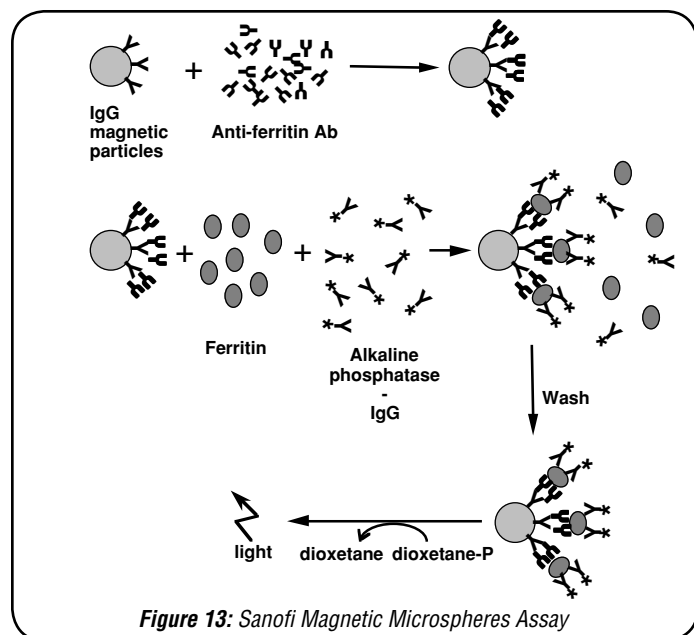 +
IgG
magnetic
particles
Anti-ferritin Ab
+
+
Ferritin
Alkaline
phosphatase
-
IgG
Wash
light
dioxetane
dioxetane-P
Figure 13: Sanofi Magnetic Microspheres Assay